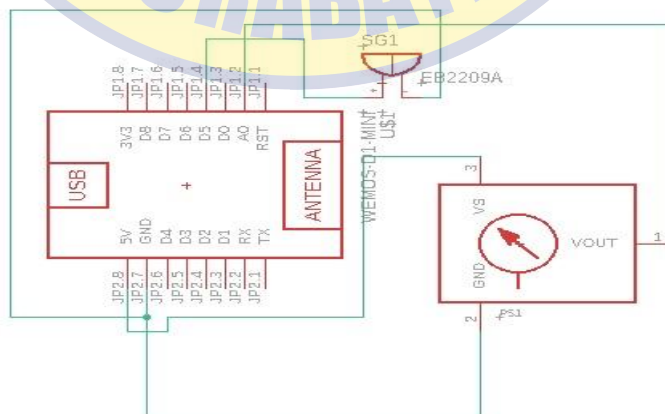 SG1
EB2209A
JP1.8
JP1.7
JP1.6
JP1.5
JP1.4
JP1.3
JP1.2
JP1.1
3V3
D8
D7
D6
D5
D0
A0
RST
USB
ANTENNA
WEMOS-D1-MINI
U$1
5V
GND
D4
D3
D2
D1
RX
TX
JP2.8
JP2.7
JP2.6
JP2.5
JP2.4
JP2.3
JP2.2
JP2.1
3
VS
VOUT
1
GND
2
PS1